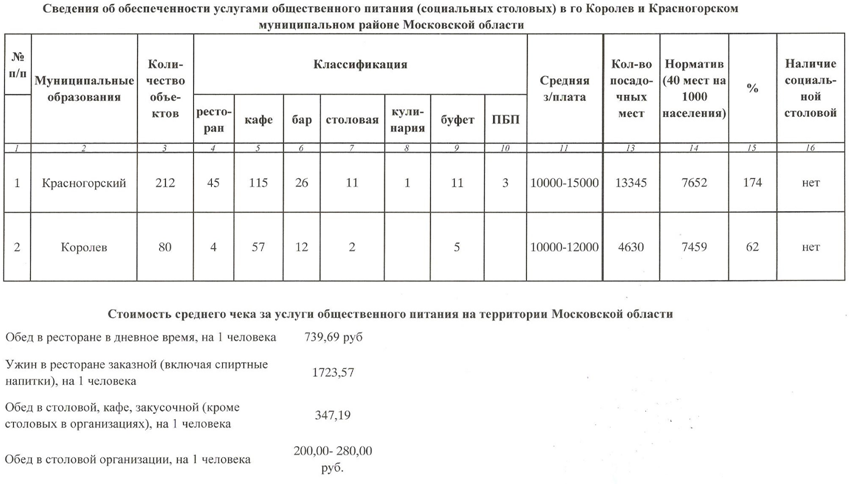 Сведения об обеспеченности услугами общественного питания (социальных столовых) в го Королев и Красногорском
муниципальном районе Московской области
№ п/п Муниципальные образования Коли-чество объе-ктов Классификация Средняя з/плата Кол-во посадо-чных мест Норматив (40 мест на 1000 населения) % Наличие социаль-ной столовой
ресто-ран кафе бар столовая кули-нария буфет ПБП
1 2 3 4 5 6 7 8 9 10 11 13 14 15 16
1 Красногорский 212 45 115 26 11 1 11 3 10000-15000 13345 7652 174 нет
2 Королев 80 4 57 12 2 5 10000-12000 4630 7459 62 нет
Стоимость среднего чека за услуги общественного питания на территории Московской области
Обед в ресторане в дневное время, на 1 человека 739,69 руб
Ужин в ресторане заказной (включая спиртные
напитки), на 1 человека 1723,57
Обед в столовой, кафе, закусочной (кроме
столовых в организациях), на 1 человека 347,19
Обед в столовой организации, на 1 человека 200,00- 280,00
руб.